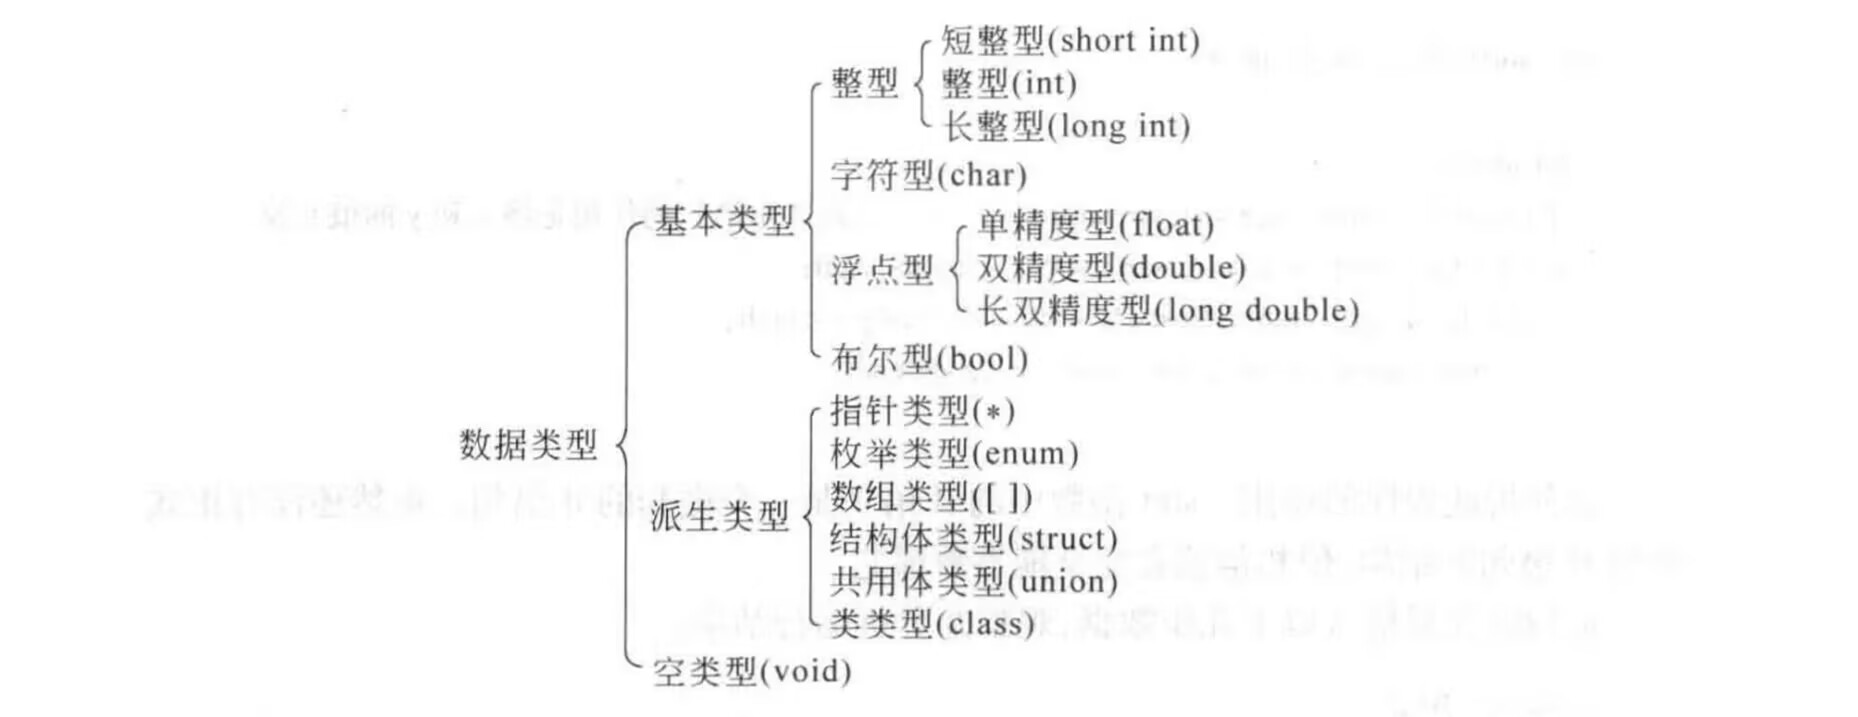 短整型(short int)
整型
整型(int)
长整型(long int)
字符型(char)
基本类型
单精度型(float)
浮点型
双精度型(double)
长双精度型(long double)
布尔型(bool)
数据类型
指针类型(*)
枚举类型(enum)
数组类型([ ])
派生类型
结构体类型(struct)
共用体类型(union)
类类型(class)
空类型(void)